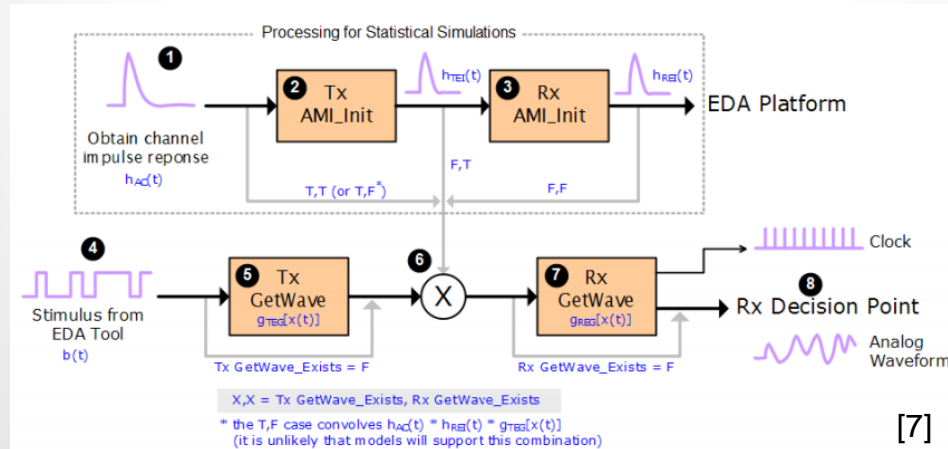 Processing for Statistical Simulations
1
Obtain channel
impulse reponse
hAC(t)
2 Tx
AMI_Init
hTEI(t)
3 Rx
AMI_Init
hREI(t)
EDA Platform
F,T
T,T (or T,F*)
F,F
4
Stimulus from
EDA Tool
b(t)
5 Tx
GetWave
gTEG[x(t)]
Tx GetWave_Exists = F
6
X
7 Rx
GetWave
gREG[x(t)]
Rx GetWave_Exists = F
Clock
8
Rx Decision Point
Analog
Waveform
X,X = Tx GetWave_Exists, Rx GetWave_Exists
* the T,F case convolves hAC(t) * hREI(t) * gTEG[x(t)]
(it is unlikely that models will support this combination)
[7]